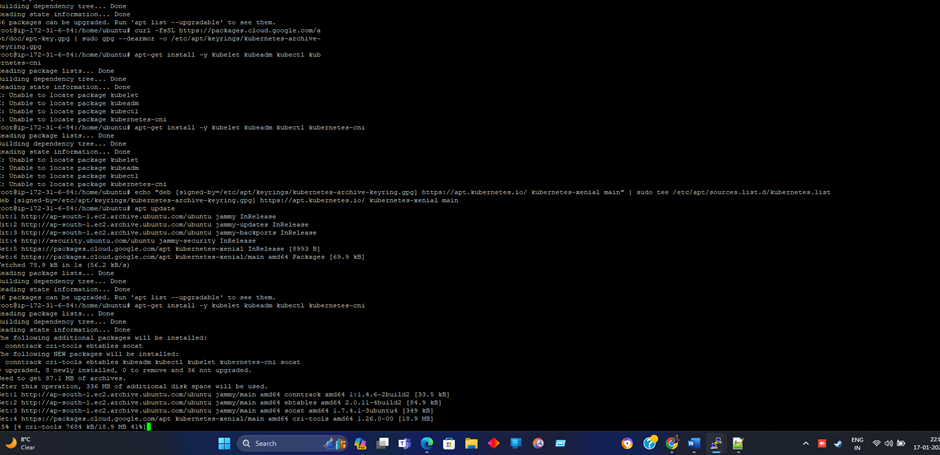 uilding dependency tree... Done
eading state information... Done
6 packages can be upgraded. Run 'apt list --upgradable' to see them.
root@ip-172-31-6-84:/home/ubuntu# curl -fsSL https://packages.cloud.google.com/a
pt/doc/apt-key.gpg | sudo gpg --dearmor -o /etc/apt/keyrings/kubernetes-archive-
keyring.gpg
root@ip-172-31-6-84:/home/ubuntu# apt-get install -y kubelet kubeadm kubectl kub
ernetes-cni
eading package lists... Done
uilding dependency tree... Done
eading state information... Done
: Unable to locate package kubelet
: Unable to locate package kubeadm
: Unable to locate package kubectl
: Unable to locate package kubernetes-cni
root@ip-172-31-6-84:/home/ubuntu# apt-get install -y kubelet kubeadm kubectl kubernetes-cni
eading package lists... Done
uilding dependency tree... Done
eading state information... Done
: Unable to locate package kubelet
: Unable to locate package kubeadm
: Unable to locate package kubectl
: Unable to locate package kubernetes-cni
root@ip-172-31-6-84:/home/ubuntu# echo "deb [signed-by=/etc/apt/keyrings/kubernetes-archive-keyring.gpg] https://apt.kubernetes.io/ kubernetes-xenial main" | sudo tee /etc/apt/sources.list.d/kubernetes.list
deb [signed-by=/etc/apt/keyrings/kubernetes-archive-keyring.gpg] https://apt.kubernetes.io/ kubernetes-xenial main
root@ip-172-31-6-84:/home/ubuntu# apt update
it:1 http://ap-south-1.ec2.archive.ubuntu.com/ubuntu jammy InRelease
it:2 http://ap-south-1.ec2.archive.ubuntu.com/ubuntu jammy-updates InRelease
it:3 http://ap-south-1.ec2.archive.ubuntu.com/ubuntu jammy-backports InRelease
it:4 http://security.ubuntu.com/ubuntu jammy-security InRelease
et:5 https://packages.cloud.google.com/apt kubernetes-xenial InRelease [8993 B]
et:6 https://packages.cloud.google.com/apt kubernetes-xenial/main amd64 Packages [69.9 kB]
etched 78.9 kB in 1s (56.2 kB/s)
eading package lists... Done
uilding dependency tree... Done
eading state information... Done
6 packages can be upgraded. Run 'apt list --upgradable' to see them.
root@ip-172-31-6-84:/home/ubuntu# apt-get install -y kubelet kubeadm kubectl kubernetes-cni
eading package lists... Done
uilding dependency tree... Done
eading state information... Done
The following additional packages will be installed:
conntrack cri-tools ebtables socat
The following NEW packages will be installed:
conntrack cri-tools ebtables kubeadm kubectl kubelet kubernetes-cni socat
upgraded, 8 newly installed, 0 to remove and 36 not upgraded.
eed to get 87.1 MB of archives.
fter this operation, 336 MB of additional disk space will be used.
et:1 http://ap-south-1.ec2.archive.ubuntu.com/ubuntu jammy/main amd64 conntrack amd64 1:1.4.6-2build2 [33.5 kB]
et:2 http://ap-south-1.ec2.archive.ubuntu.com/ubuntu jammy/main amd64 ebtables amd64 2.0.11-4build2 [84.9 kB]
et:3 http://ap-south-1.ec2.archive.ubuntu.com/ubuntu jammy/main amd64 socat amd64 1.7.4.1-3ubuntu4 [349 kB]
et:4 https://packages.cloud.google.com/apt kubernetes-xenial/main amd64 cri-tools amd64 1.26.0-00 [18.9 MB]
5% [4 cri-tools 7684 kB/18.9 MB 41%]
8°C
Clear
Search
ENG
IN
22:0
17-01-20